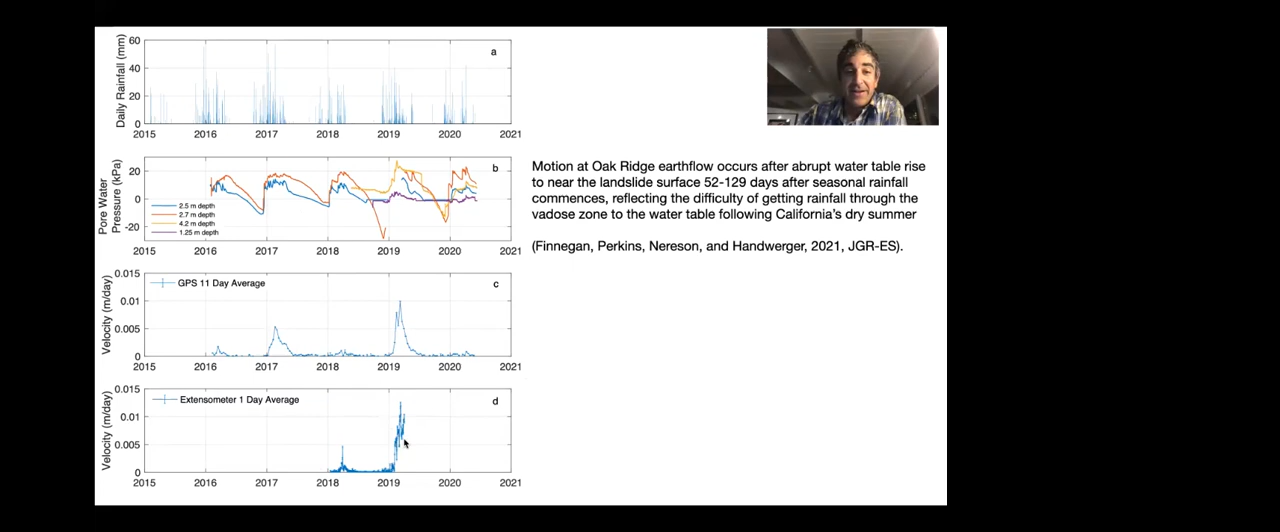 Daily Rainfall (mm)
60
40
20
0
a
2015 2016 2017 2018 2019 2020 2021
Pore Water
Pressure (kPa)
20
0
-20
b
2.5 m depth
2.7 m depth
4.2 m depth
1.25 m depth
2015 2016 2017 2018 2019 2020 2021
Velocity (m/day)
0.015
0.01
0.005
0
GPS 11 Day Average
c
2015 2016 2017 2018 2019 2020 2021
Velocity (m/day)
0.015
0.01
0.005
0
Extensometer 1 Day Average
d
2015 2016 2017 2018 2019 2020 2021
Motion at Oak Ridge earthflow occurs after abrupt water table rise
to near the landslide surface 52-129 days after seasonal rainfall
commences, reflecting the difficulty of getting rainfall through the
vadose zone to the water table following California's dry summer
(Finnegan, Perkins, Nereson, and Handwerger, 2021, JGR-ES).